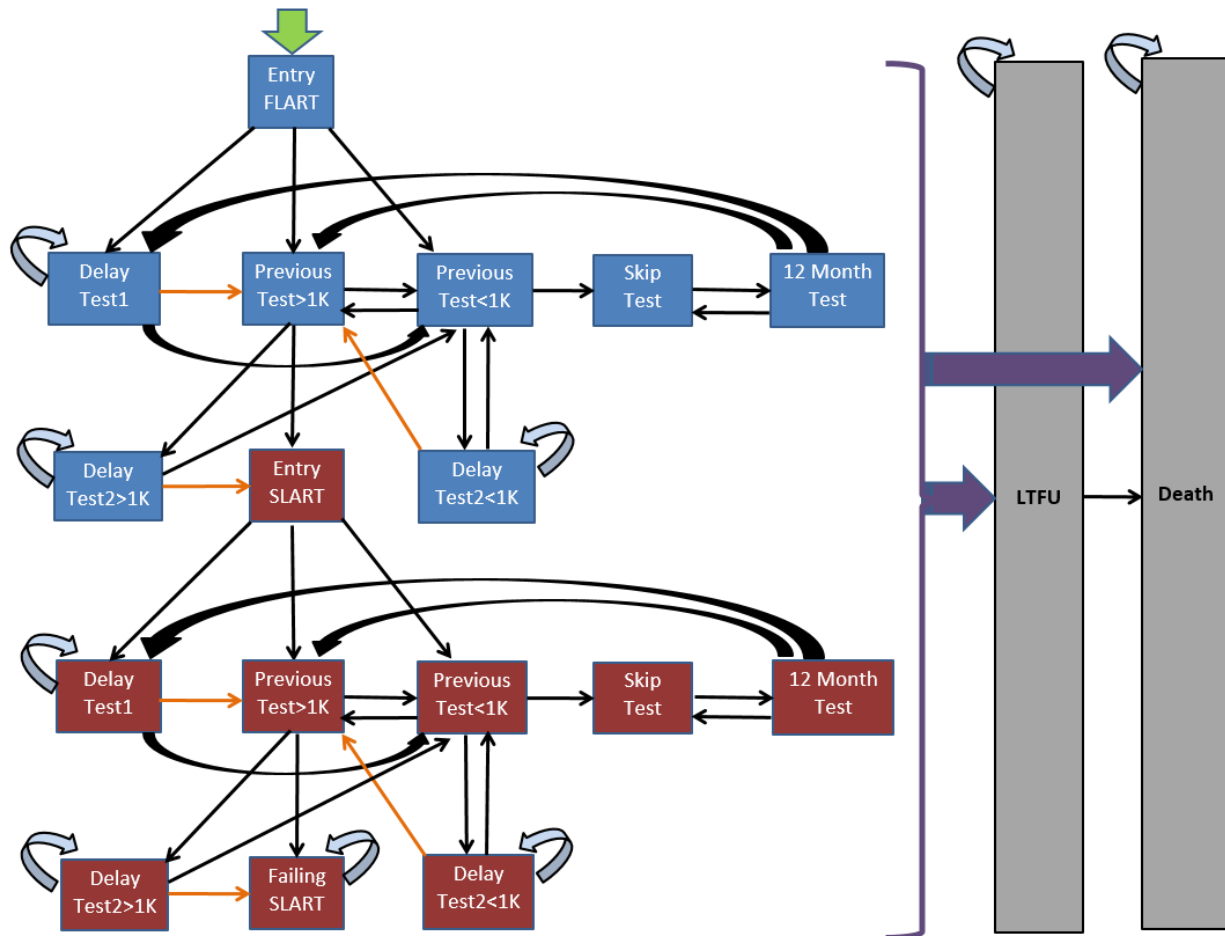 Entry
FLART
Delay
Test1
Previous
Test>1K
Previous
Test<1K
Skip
Test
12 Month
Test
Delay
Test2>1K
Entry
SLART
Delay
Test2<1K
LTFU
Death
Delay
Test1
Previous
Test>1K
Previous
Test<1K
Skip
Test
12 Month
Test
Delay
Test2>1K
Failing
SLART
Delay
Test2<1K